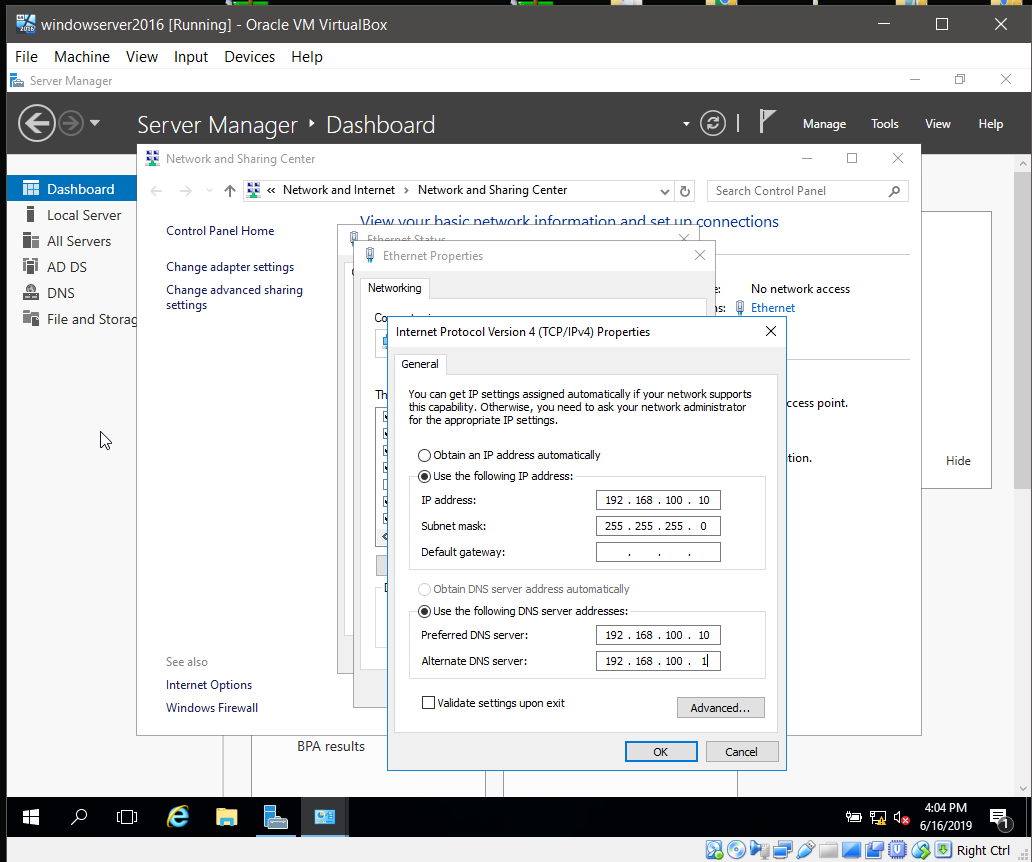 windowserver2016 [Running] - Oracle VM VirtualBox
File Machine View Input Devices Help
Server Manager
Server Manager Dashboard
Manage Tools View Help
Network and Sharing Center
« Network and Internet › Network and Sharing Center
Search Control Panel
Dashboard
Local Server
All Servers
AD DS
DNS
File and Storag
Control Panel Home
Change adapter settings
Change advanced sharing
settings
View your basic network information and set up connections
Ethernet Status
Ethernet Properties
Networking
No network access
Ethernet
ccess point.
Hide
Internet Protocol Version 4 (TCP/IPv4) Properties
General
You can get IP settings assigned automatically if your network supports
this capability. Otherwise, you need to ask your network administrator
for the appropriate IP settings.
Obtain an IP address automatically
Use the following IP address:
IP address: 192 . 168 . 100 . 10
Subnet mask: 255 . 255 . 255 . 0
Default gateway: . . .
Obtain DNS server address automatically
Use the following DNS server addresses:
Preferred DNS server: 192 . 168 . 100 . 10
Alternate DNS server: 192 . 168 . 100 . 1
Validate settings upon exit
Advanced...
OK Cancel
See also
Internet Options
Windows Firewall
BPA results
4:04 PM
6/16/2019
1
Right Ctrl